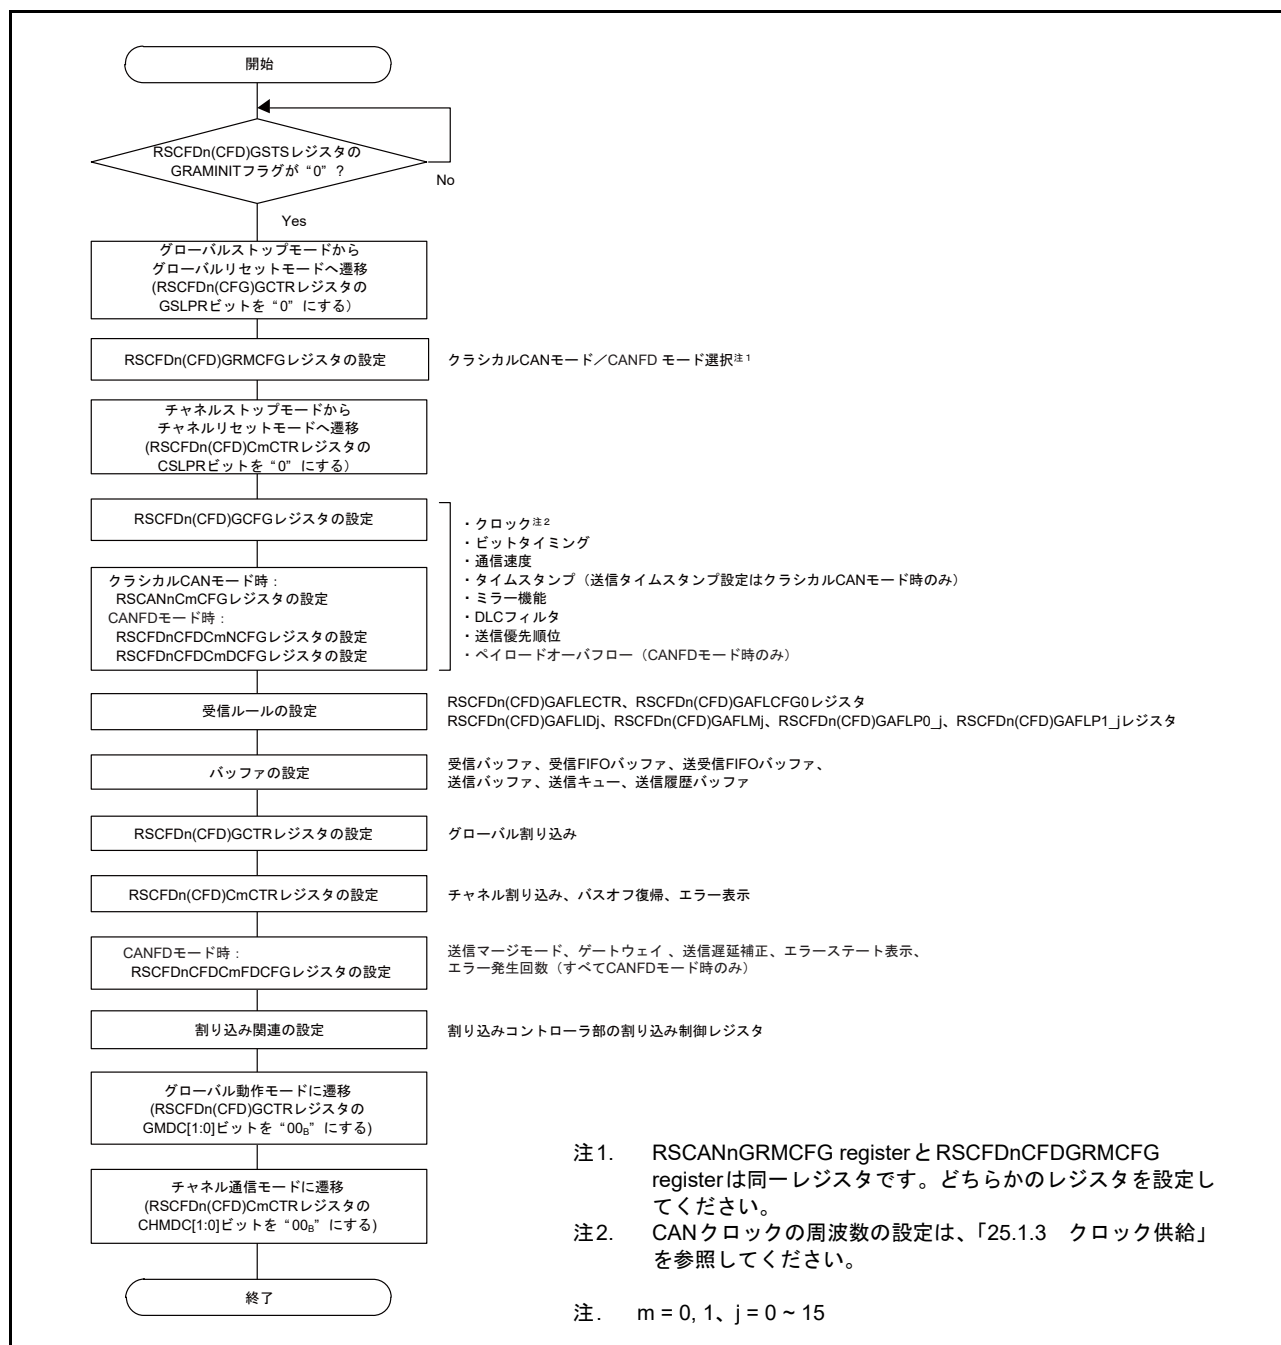 開始
RSCFDn(CFD)GSTSレジスタの
GRAMINITフラグが“0”？
No
Yes
グローバルストップモードから
グローバルリセットモードへ遷移
(RSCFDn(CFG)GCTRレジスタの
GSLPRビットを“0”にする）
RSCFDn(CFD)GRMCFGレジスタの設定
クラシカルCANモード／CANFD モード選択注1
チャネルストップモードから
チャネルリセットモードへ遷移
(RSCFDn(CFD)CmCTRレジスタの
CSLPRビットを“0”にする）
RSCFDn(CFD)GCFGレジスタの設定
クラシカルCANモード時：
RSCANnCmCFGレジスタの設定
CANFDモード時：
RSCFDnCFDCmNCFGレジスタの設定
RSCFDnCFDCmDCFGレジスタの設定
・クロック注2
・ビットタイミング
・通信速度
・タイムスタンプ（送信タイムスタンプ設定はクラシカルCANモード時のみ）
・ミラー機能
・DLCフィルタ
・送信優先順位
・ペイロードオーバフロー（CANFDモード時のみ）
受信ルールの設定
RSCFDn(CFD)GAFLECTR、RSCFDn(CFD)GAFLCFG0レジスタ
RSCFDn(CFD)GAFLIDj、RSCFDn(CFD)GAFLMj、RSCFDn(CFD)GAFLP0_j、RSCFDn(CFD)GAFLP1_jレジスタ
バッファの設定
受信バッファ、受信FIFOバッファ、送受信FIFOバッファ、
送信バッファ、送信キュー、送信履歴バッファ
RSCFDn(CFD)GCTRレジスタの設定
グローバル割り込み
RSCFDn(CFD)CmCTRレジスタの設定
チャネル割り込み、バスオフ復帰、エラー表示
CANFDモード時：
RSCFDnCFDCmFDCFGレジスタの設定
送信マージモード、ゲートウェイ 、送信遅延補正、エラーステート表示、
エラー発生回数（すべてCANFDモード時のみ）
割り込み関連の設定
割り込みコントローラ部の割り込み制御レジスタ
グローバル動作モードに遷移
(RSCFDn(CFD)GCTRレジスタの
GMDC[1:0]ビットを“00B”にする)
チャネル通信モードに遷移
(RSCFDn(CFD)CmCTRレジスタの
CHMDC[1:0]ビットを“00B”にする)
終了
注1. RSCANnGRMCFG registerとRSCFDnCFDGRMCFG
registerは同一レジスタです。どちらかのレジスタを設定し
てください。
注2. CANクロックの周波数の設定は、「25.1.3 クロック供給」
を参照してください。
注. m = 0, 1、j = 0 ~ 15